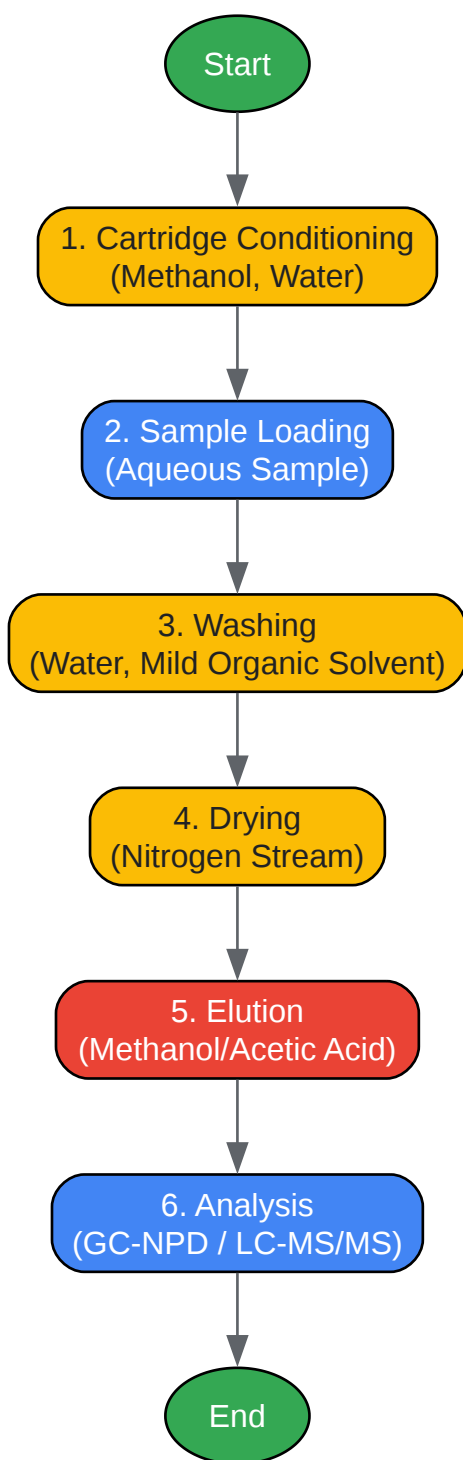 Start
1. Cartridge Conditioning
(Methanol, Water)
2. Sample Loading
(Aqueous Sample)
3. Washing
(Water, Mild Organic Solvent)
4. Drying
(Nitrogen Stream)
5. Elution
(Methanol/Acetic Acid)
6. Analysis
(GC-NPD / LC-MS/MS)
End